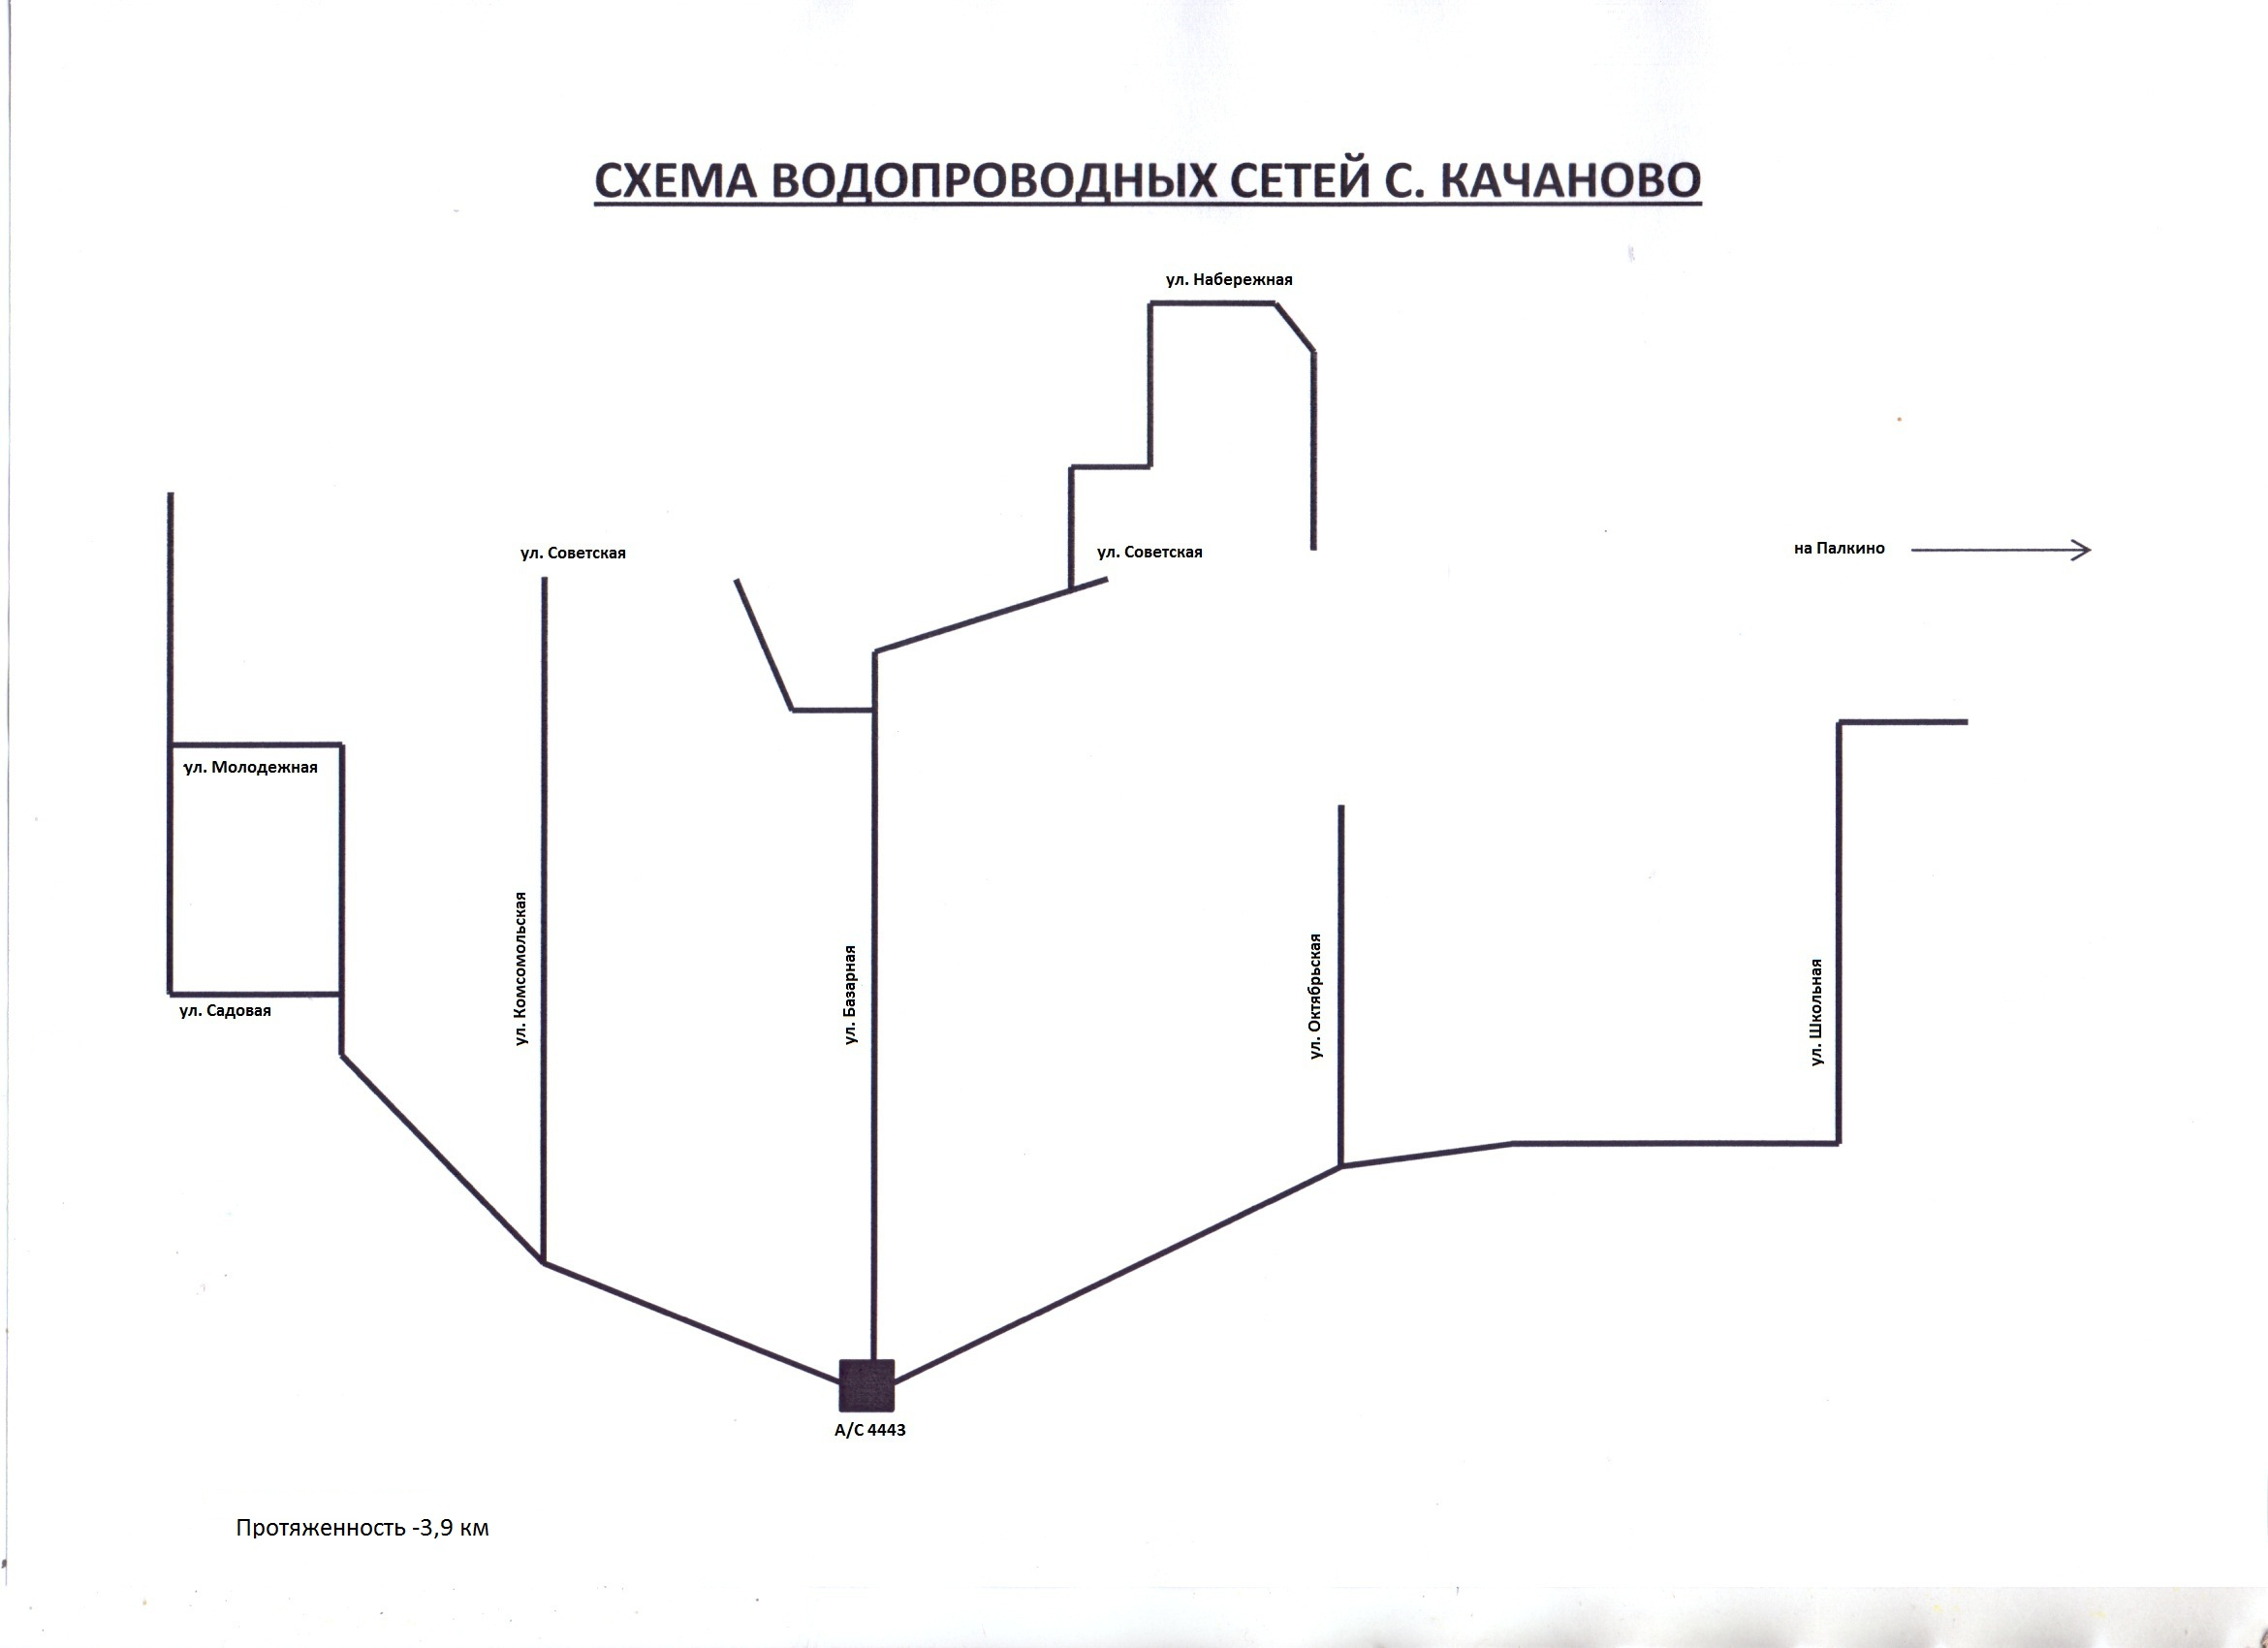 СХЕМА ВОДОПРОВОДНЫХ СЕТЕЙ С. КАЧАНОВО
ул. Набережная
ул. Советская
ул. Советская
на Палкино
ул. Молодежная
ул. Комсомольская
ул. Базарная
ул. Октябрьская
ул. Школьная
ул. Садовая
А/С 4443
Протяженность -3,9 км